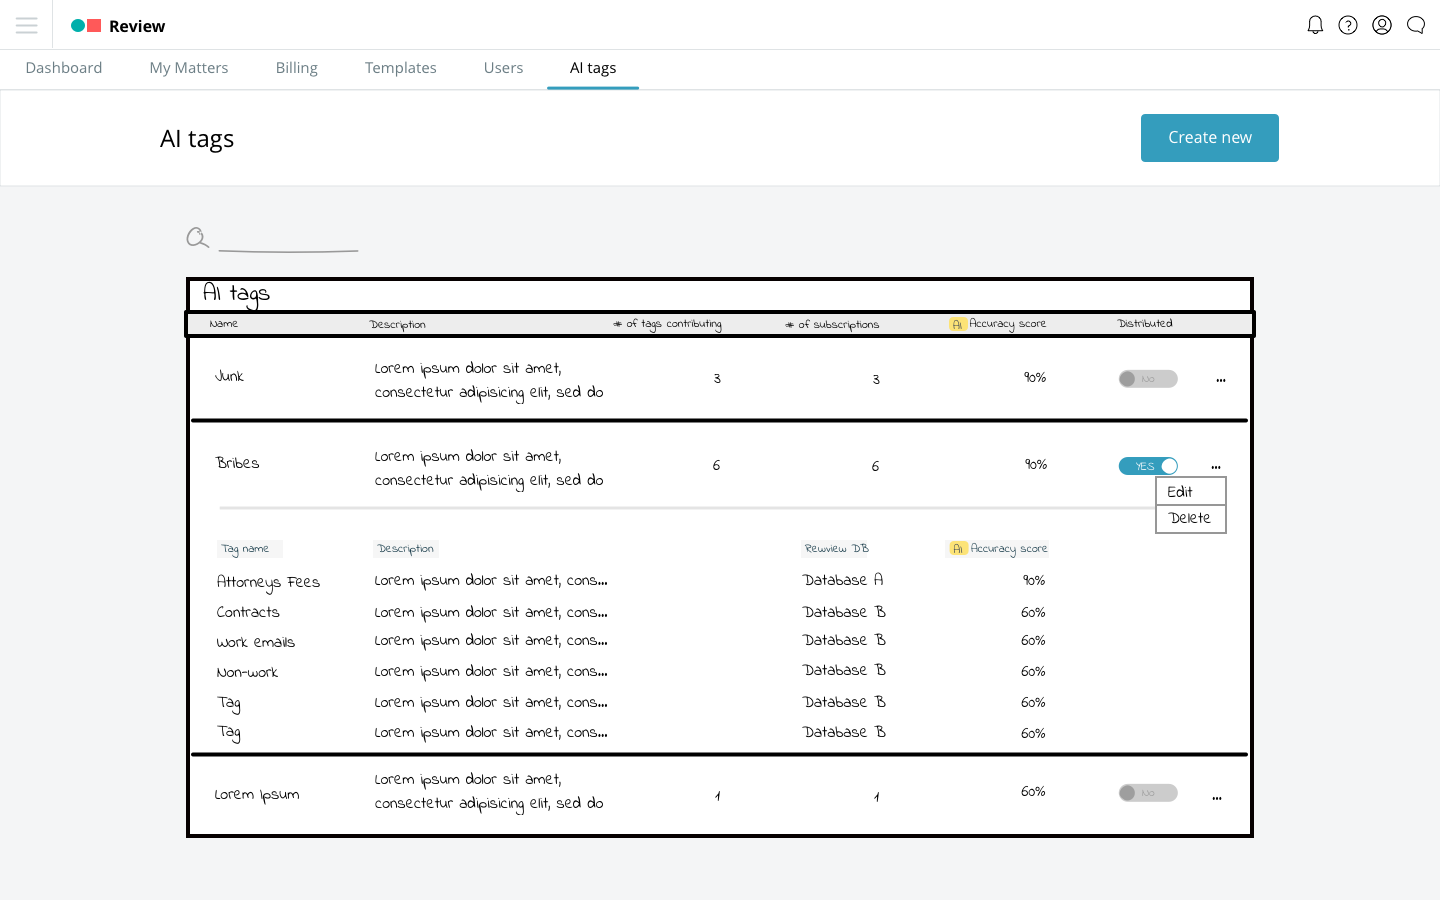 Review
Dashboard My Matters Billing Templates Users AI tags
AI tags Create new
AI tags
Name Description # of tags contributing # of subscriptions AI Accuracy score Distributed
Junk Lorem ipsum dolor sit amet, 3 3 90% No ...
consectetur adipisicing elit, sed do
Bribes Lorem ipsum dolor sit amet, 6 6 90% YES ...
consectetur adipisicing elit, sed do
Edit
Delete
Tag name Description Rewview DB AI Accuracy score
Attorneys Fees Lorem ipsum dolor sit amet, cons... Database A 90%
Contracts Lorem ipsum dolor sit amet, cons... Database B 60%
Work emails Lorem ipsum dolor sit amet, cons... Database B 60%
Non-work Lorem ipsum dolor sit amet, cons... Database B 60%
Tag Lorem ipsum dolor sit amet, cons... Database B 60%
Tag Lorem ipsum dolor sit amet, cons... Database B 60%
Lorem Ipsum Lorem ipsum dolor sit amet, 1 1 60% No ...
consectetur adipisicing elit, sed do